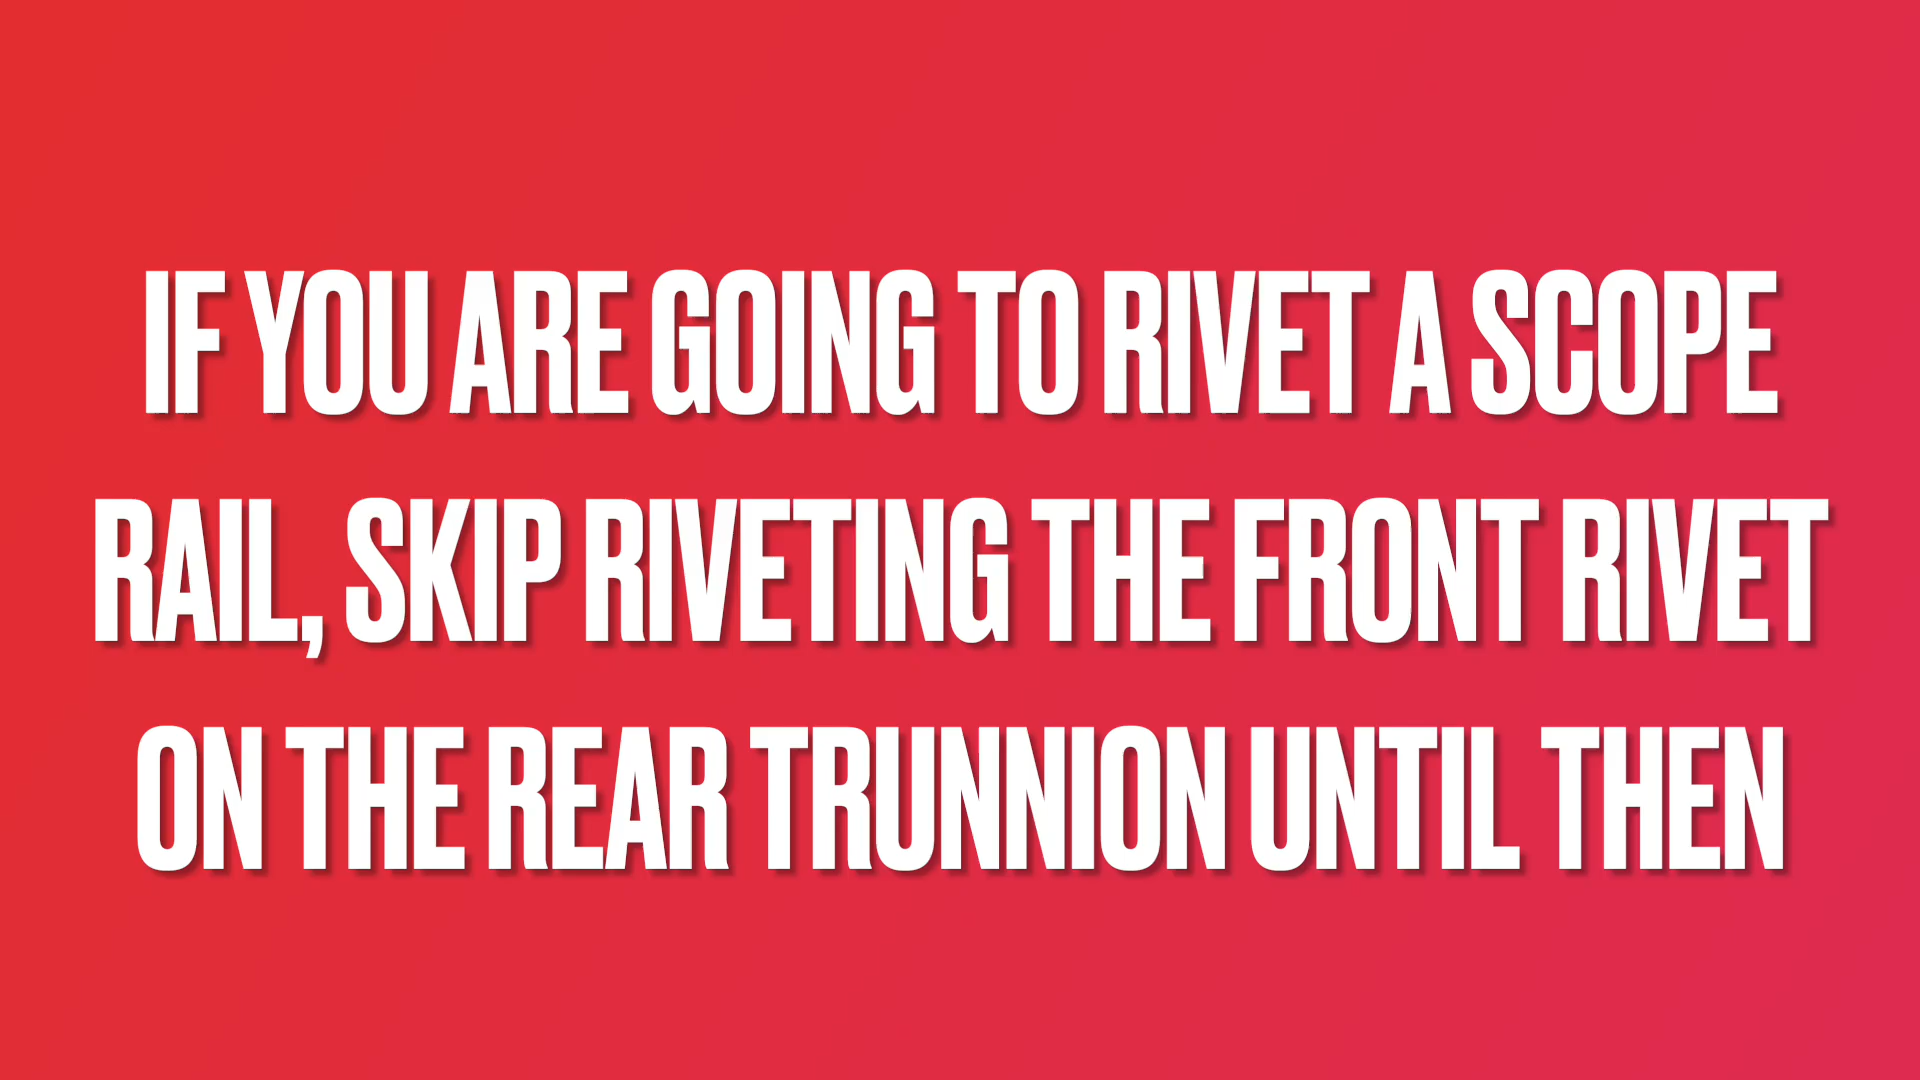 IF YOU ARE GOING TO RIVET A SCOPE
RAIL, SKIP RIVETING THE FRONT RIVET
ON THE REAR TRUNNION UNTIL THEN